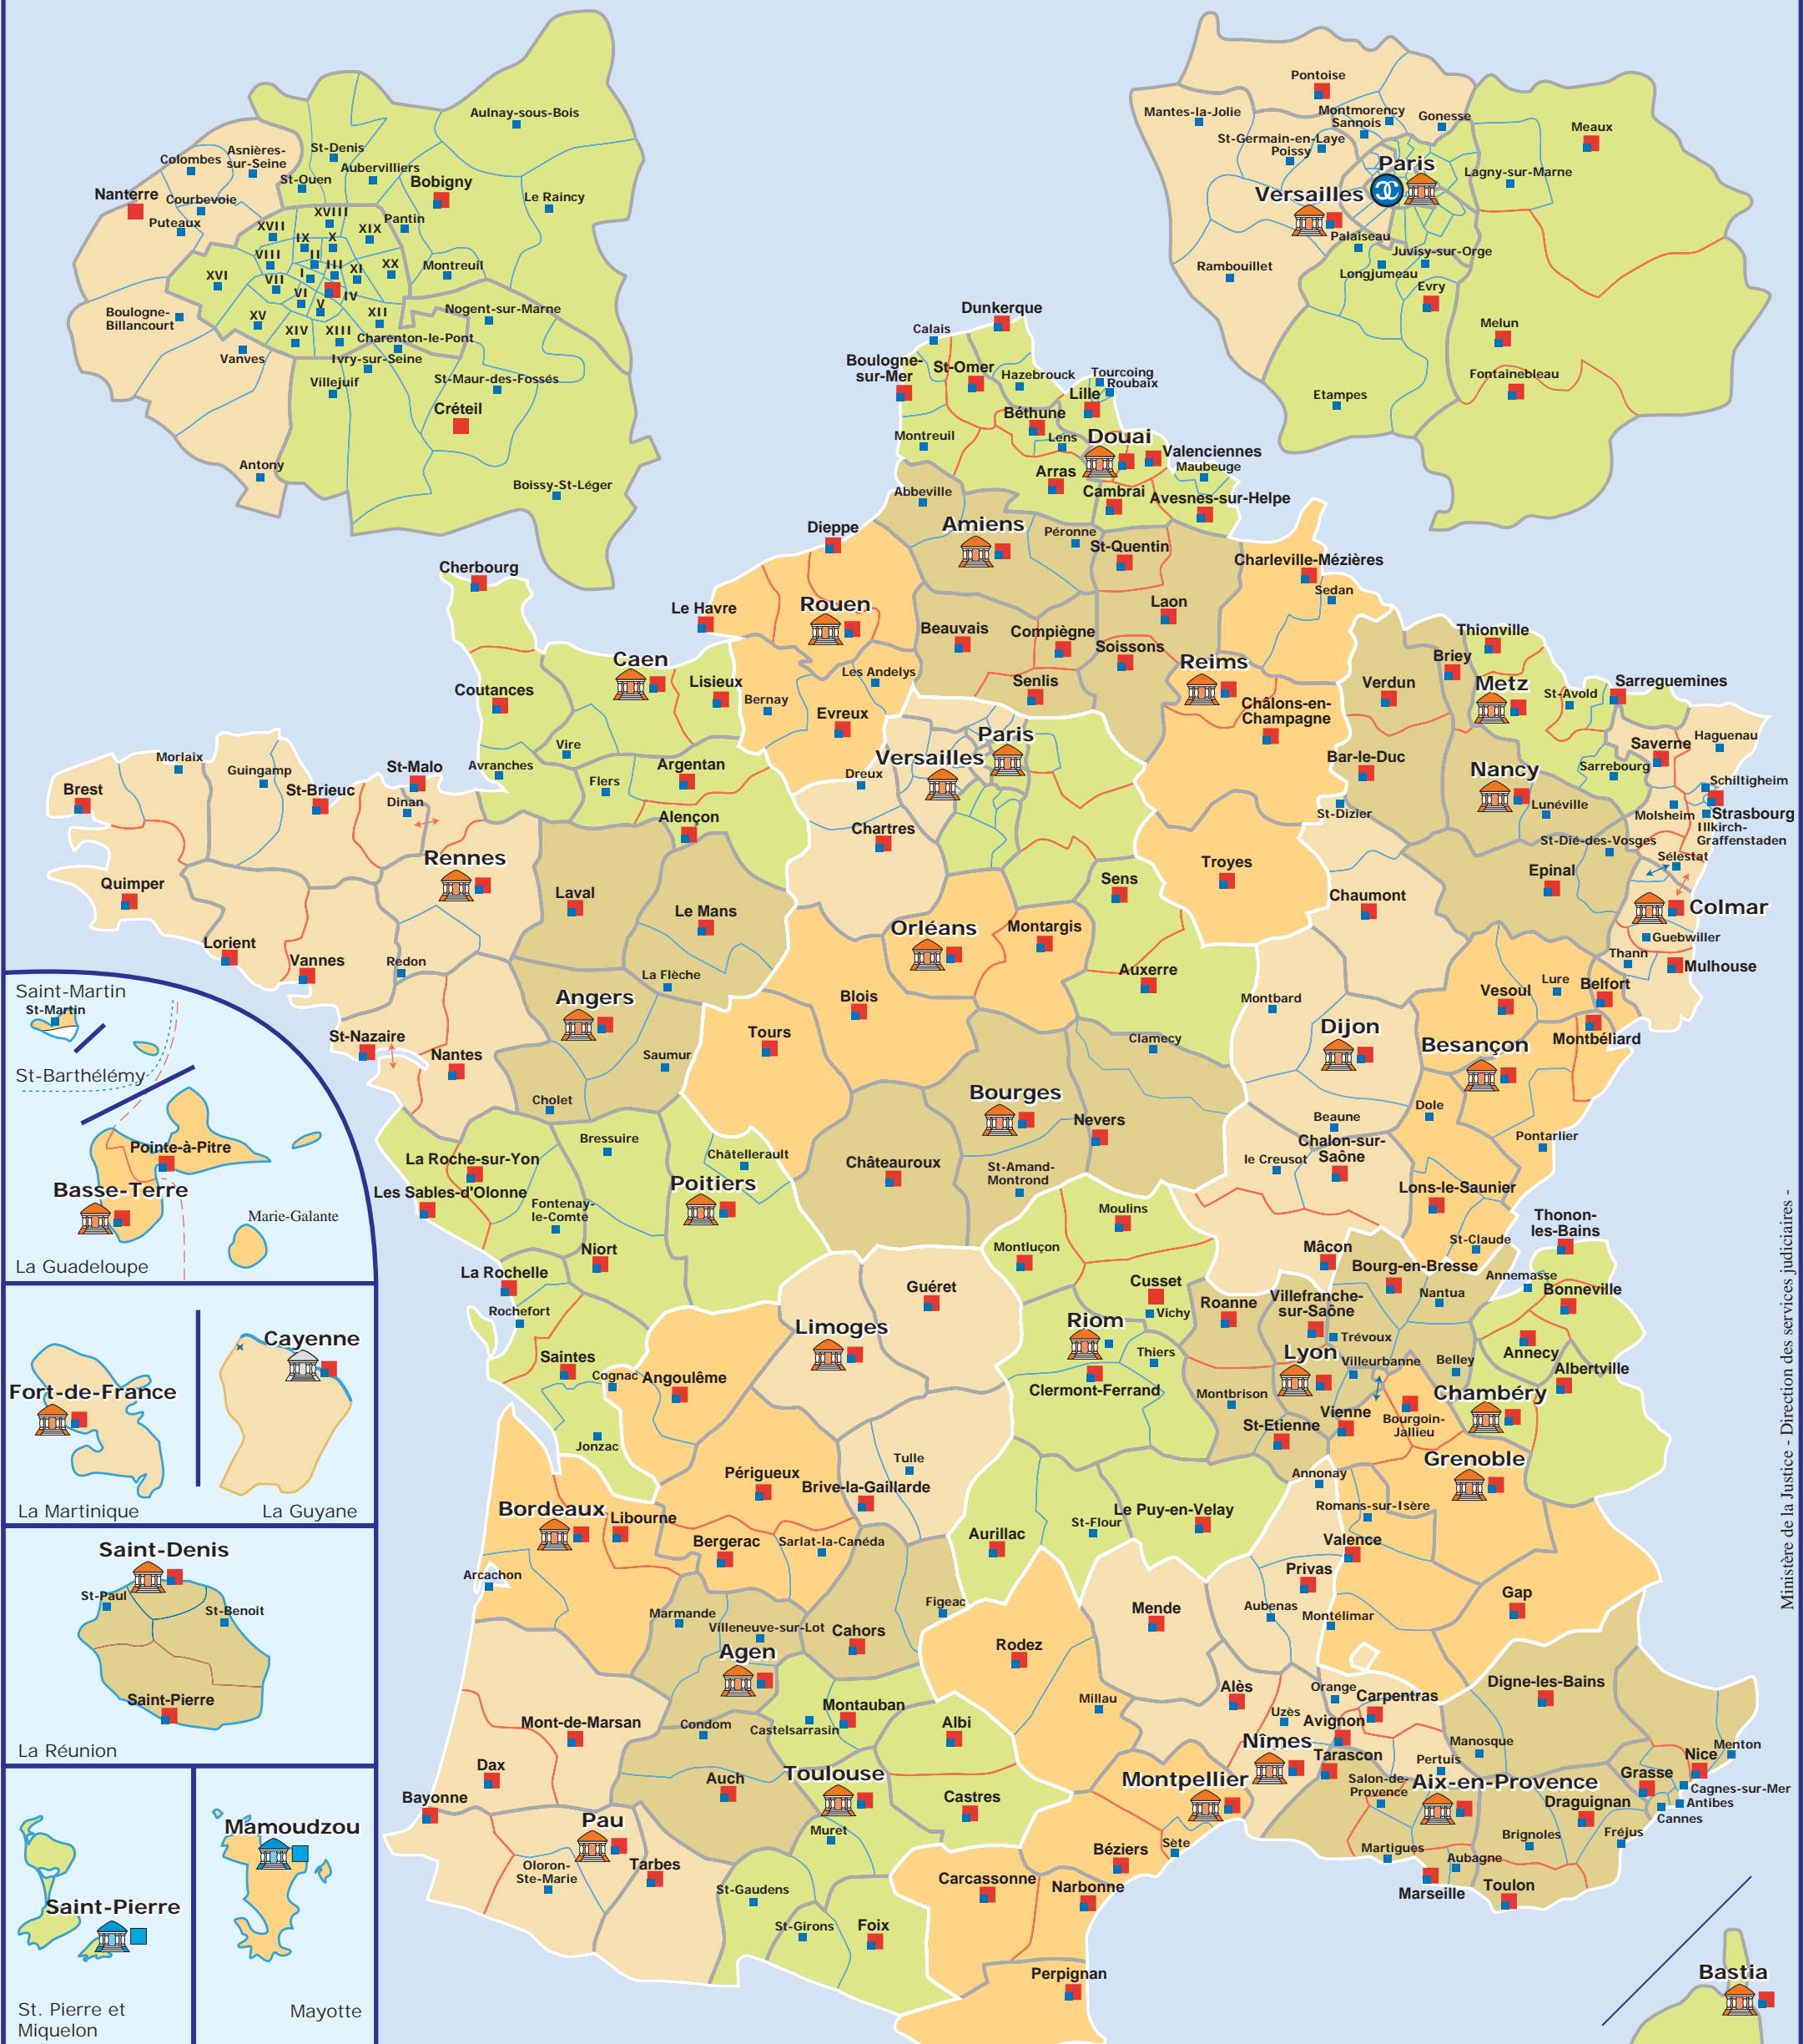 Aulnay-sous-Bois
St-Denis
Asnières-
sur-Seine
Colombes
Aubervilliers
St-Ouen
Bobigny
Nanterre
Courbevoie
Le Raincy
Puteaux
XVIII
Pantin
XVII
XIX
IX
X
VIII
II
III
XI
XX
Montreuil
XVI
VII
I
VI
IV
V
Boulogne-
Billancourt
XV
XII
Nogent-sur-Marne
XIV
XIII
Charenton-le-Pont
Vanves
Ivry-sur-Seine
Villejuif
St-Maur-des-Fossés
Créteil
Antony
Boissy-St-Léger
Pontoise
Mantes-la-Jolie
Montmorency
Sannois
Gonesse
Meaux
St-Germain-en-Laye
Poissy
Paris
Lagny-sur-Marne
Versailles
Palaiseau
Juvisy-sur-Orge
Rambouillet
Longjumeau
Evry
Melun
Fontainebleau
Etampes
Dunkerque
Calais
Boulogne-
sur-Mer
St-Omer
Hazebrouck
Tourcoing
Roubaix
Lille
Béthune
Montreuil
Lens
Douai
Valenciennes
Maubeuge
Arras
Cambrai
Avesnes-sur-Helpe
Abbeville
Amiens
Péronne
St-Quentin
Dieppe
Charleville-Mézières
Sedan
Cherbourg
Le Havre
Rouen
Laon
Beauvais
Compiègne
Soissons
Thionville
Briey
Caen
Lisieux
Les Andelys
Senlis
Reims
Verdun
Metz
Sarreguemines
St-Avold
Coutances
Bernay
Evreux
Châlons-en-
Champagne
Haguenau
Saverne
Vire
Paris
Versailles
Bar-le-Duc
Nancy
Sarrebourg
Morlaix
Guingamp
St-Malo
Avranches
Flers
Argentan
Dreux
Schiltigheim
Brest
St-Brieuc
Dinan
St-Dizier
Lunéville
Molsheim
Strasbourg
Illkirch-
Graffenstaden
Alençon
Chartres
St-Dié-des-Vosges
Sélestat
Rennes
Troyes
Epinal
Quimper
Laval
Sens
Chaumont
Le Mans
Colmar
Orléans
Montargis
Guebwiller
Lorient
Vannes
Redon
Thann
Mulhouse
La Flèche
Auxerre
Lure
Belfort
Vesoul
Saint-Martin
St-Martin
Angers
Blois
Montbard
St-Nazaire
Tours
Clamecy
Dijon
Montbéliard
Besançon
Nantes
Saumur
St-Barthélémy
Cholet
Bourges
Nevers
Dole
Beaune
Pointe-à-Pitre
Bressuire
Châtellerault
Chalon-sur-
Saône
Pontarlier
La Roche-sur-Yon
Châteauroux
St-Amand-
Montrond
le Creusot
Basse-Terre
Les Sables-d'Olonne
Poitiers
Lons-le-Saunier
Fontenay-
le-Comte
Marie-Galante
Moulins
Thonon-
les-Bains
St-Claude
Niort
Montluçon
Mâcon
La Guadeloupe
La Rochelle
Bourg-en-Bresse
Annemasse
Guéret
Cusset
Villefranche-
sur-Saône
Nantua
Bonneville
Rochefort
Roanne
Vichy
Limoges
Riom
Trévoux
Cayenne
Thiers
Lyon
Villeurbanne
Belley
Annecy
Saintes
Cognac
Angoulême
Clermont-Ferrand
Albertville
Fort-de-France
Montbrison
Chambéry
St-Etienne
Vienne
Bourgoin-
Jallieu
Jonzac
Tulle
Grenoble
Périgueux
Brive-la-Gaillarde
Annonay
La Martinique
La Guyane
Bordeaux
Libourne
Le Puy-en-Velay
Romans-sur-Isère
St-Flour
Aurillac
Bergerac
Sarlat-la-Canéda
Valence
Saint-Denis
Arcachon
Privas
St-Paul
St-Benoit
Figeac
Mende
Aubenas
Montélimar
Gap
Marmande
Villeneuve-sur-Lot
Cahors
Agen
Rodez
Saint-Pierre
Alès
Orange
Carpentras
Digne-les-Bains
Millau
Montauban
Castelsarrasin
Mont-de-Marsan
Condom
Albi
Uzès
Avignon
La Réunion
Nîmes
Manosque
Menton
Nice
Dax
Auch
Toulouse
Montpellier
Tarascon
Pertuis
Grasse
Salon-de-
Provence
Aix-en-Provence
Cagnes-sur-Mer
Bayonne
Castres
Draguignan
Antibes
Cannes
Pau
Muret
Mamoudzou
Béziers
Sète
Martigues
Brignoles
Fréjus
Oloron-
Ste-Marie
Tarbes
Aubagne
Carcassonne
Narbonne
Marseille
Toulon
St-Gaudens
Saint-Pierre
St-Girons
Foix
Perpignan
Bastia
St. Pierre et
Miquelon
Mayotte
Ministère de la Justice - Direction des services judiciaires -